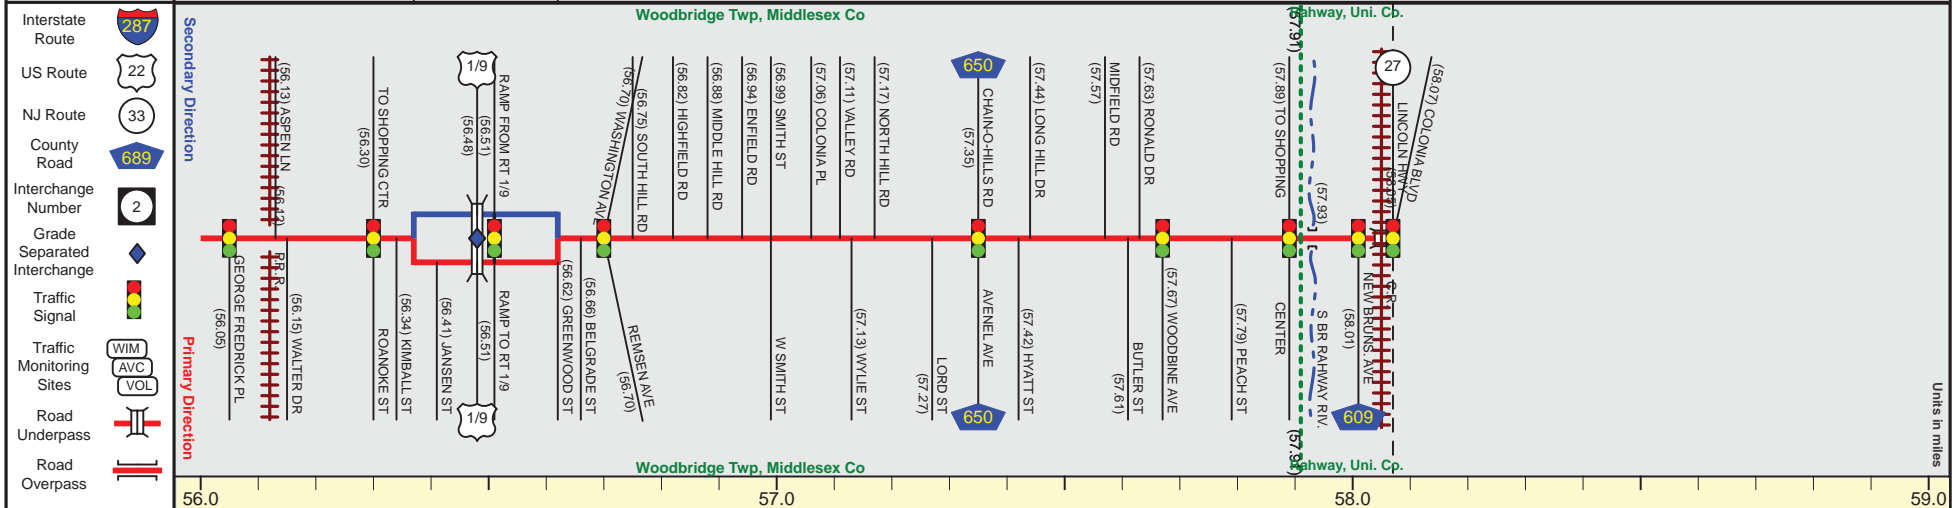 Interstate
Route
287
US Route
22
NJ Route
33
County
Road
689
Interchange
Number
2
Grade
Separated
Interchange
Traffic
Signal
Traffic
Monitoring
Sites
WIM
AVC
VOL
Road
Underpass
Road
Overpass
Secondary Direction
Primary Direction
Woodbridge Twp, Middlesex Co
Rahway, Uni. Co.
(57.91)
(56.13) ASPEN LN
(56.12)
TO SHOPPING CTR
(56.30)
1/9
(56.48)
(56.51)
RAMP FROM RT 1/9
(56.70) WASHINGTON AVE
(56.75) SOUTH HILL RD
(56.82) HIGHFIELD RD
(56.88) MIDDLE HILL RD
(56.94) ENFIELD RD
(56.99) SMITH ST
(57.06) COLONIA PL
(57.11) VALLEY RD
(57.17) NORTH HILL RD
650
CHAIN-O-HILLS RD
(57.35)
(57.44) LONG HILL DR
MIDFIELD RD
(57.57)
(57.63) RONALD DR
(57.89) TO SHOPPING
(57.93)
27
LINCOLN HWY
(58.07) COLONIA BLVD
GEORGE FREDRICK PL
(56.05)
P.R.R.
(56.15) WALTER DR
ROANOKE ST
(56.34) KIMBALL ST
(56.41) JANSEN ST
1/9
(56.51)
RAMP TO RT 1/9
(56.62) GREENWOOD ST
(56.66) BELGRADE ST
REMSEN AVE
(56.70)
W SMITH ST
(57.13) WYLIE ST
LORD ST
(57.27)
AVENEL AVE
650
(57.42) HYATT ST
BUTLER ST
(57.61)
(57.67) WOODBINE AVE
(57.79) PEACH ST
CENTER
S BR RAHWAY RIV.
(58.01)
NEW BRUNS. AVE
609
Woodbridge Twp, Middlesex Co
Rahway, Uni. Co.
(57.91)
Units in miles
56.0
57.0
58.0
59.0